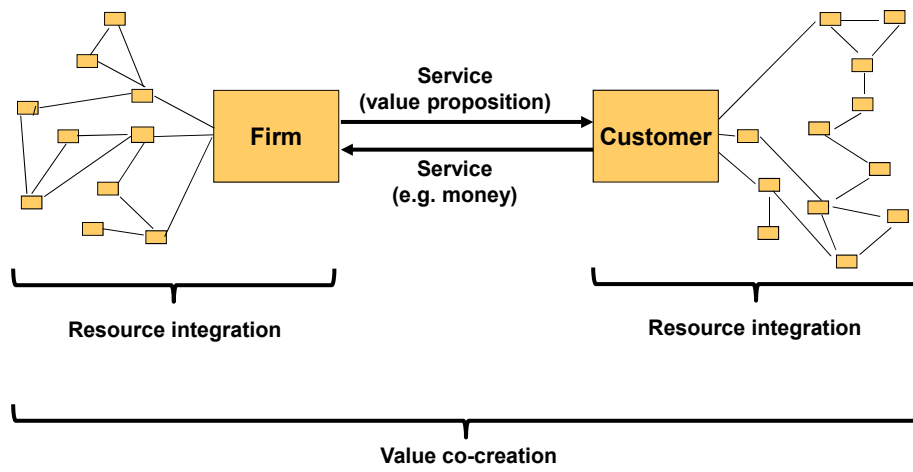 Service
(value proposition)
Firm
Customer
Service
(e.g. money)
Resource integration
Resource integration
Value co-creation